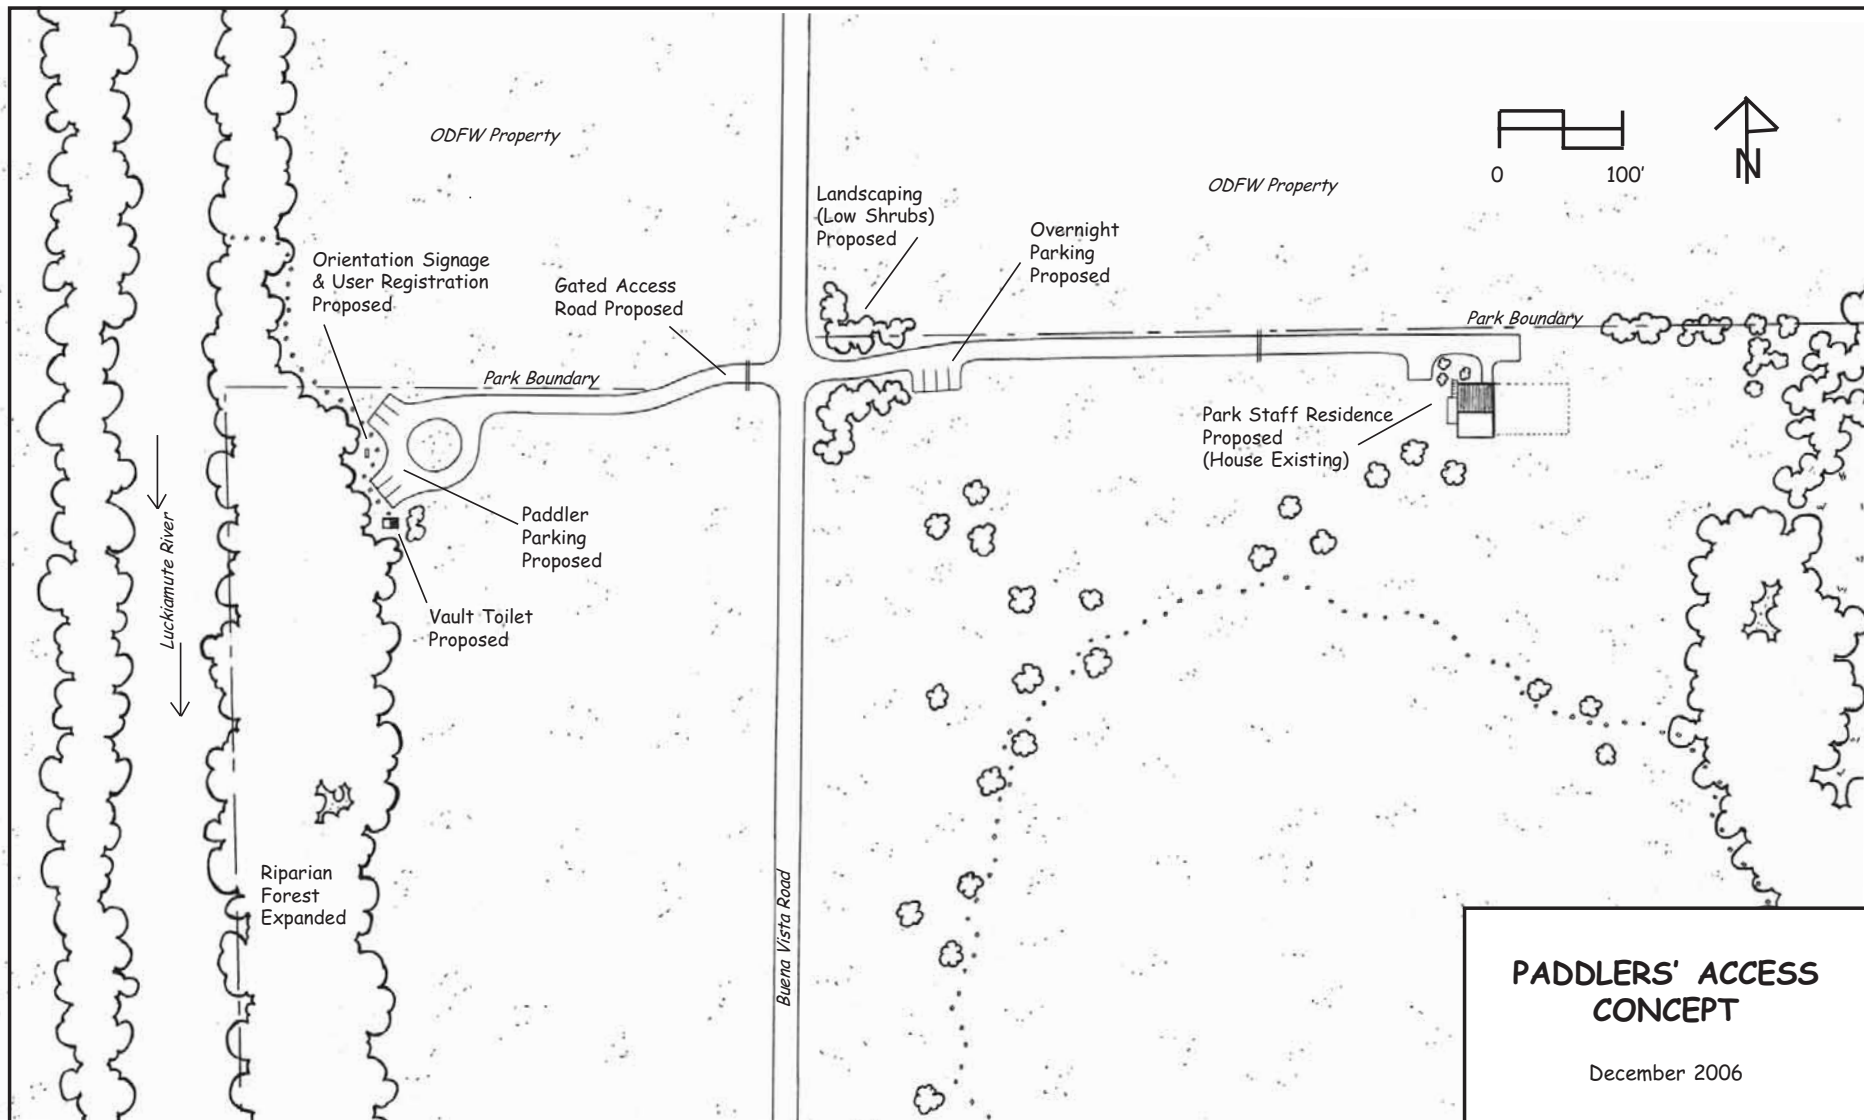 ODFW Property
ODFW Property
0
100'
N
Landscaping
(Low Shrubs)
Proposed
Overnight
Parking
Proposed
Orientation Signage
& User Registration
Proposed
Gated Access
Road Proposed
Park Boundary
Park Boundary
Park Staff Residence
Proposed
(House Existing)
Paddler
Parking
Proposed
Luckiamute River
Vault Toilet
Proposed
Riparian
Forest
Expanded
Buena Vista Road
PADDLERS' ACCESS
CONCEPT
December 2006